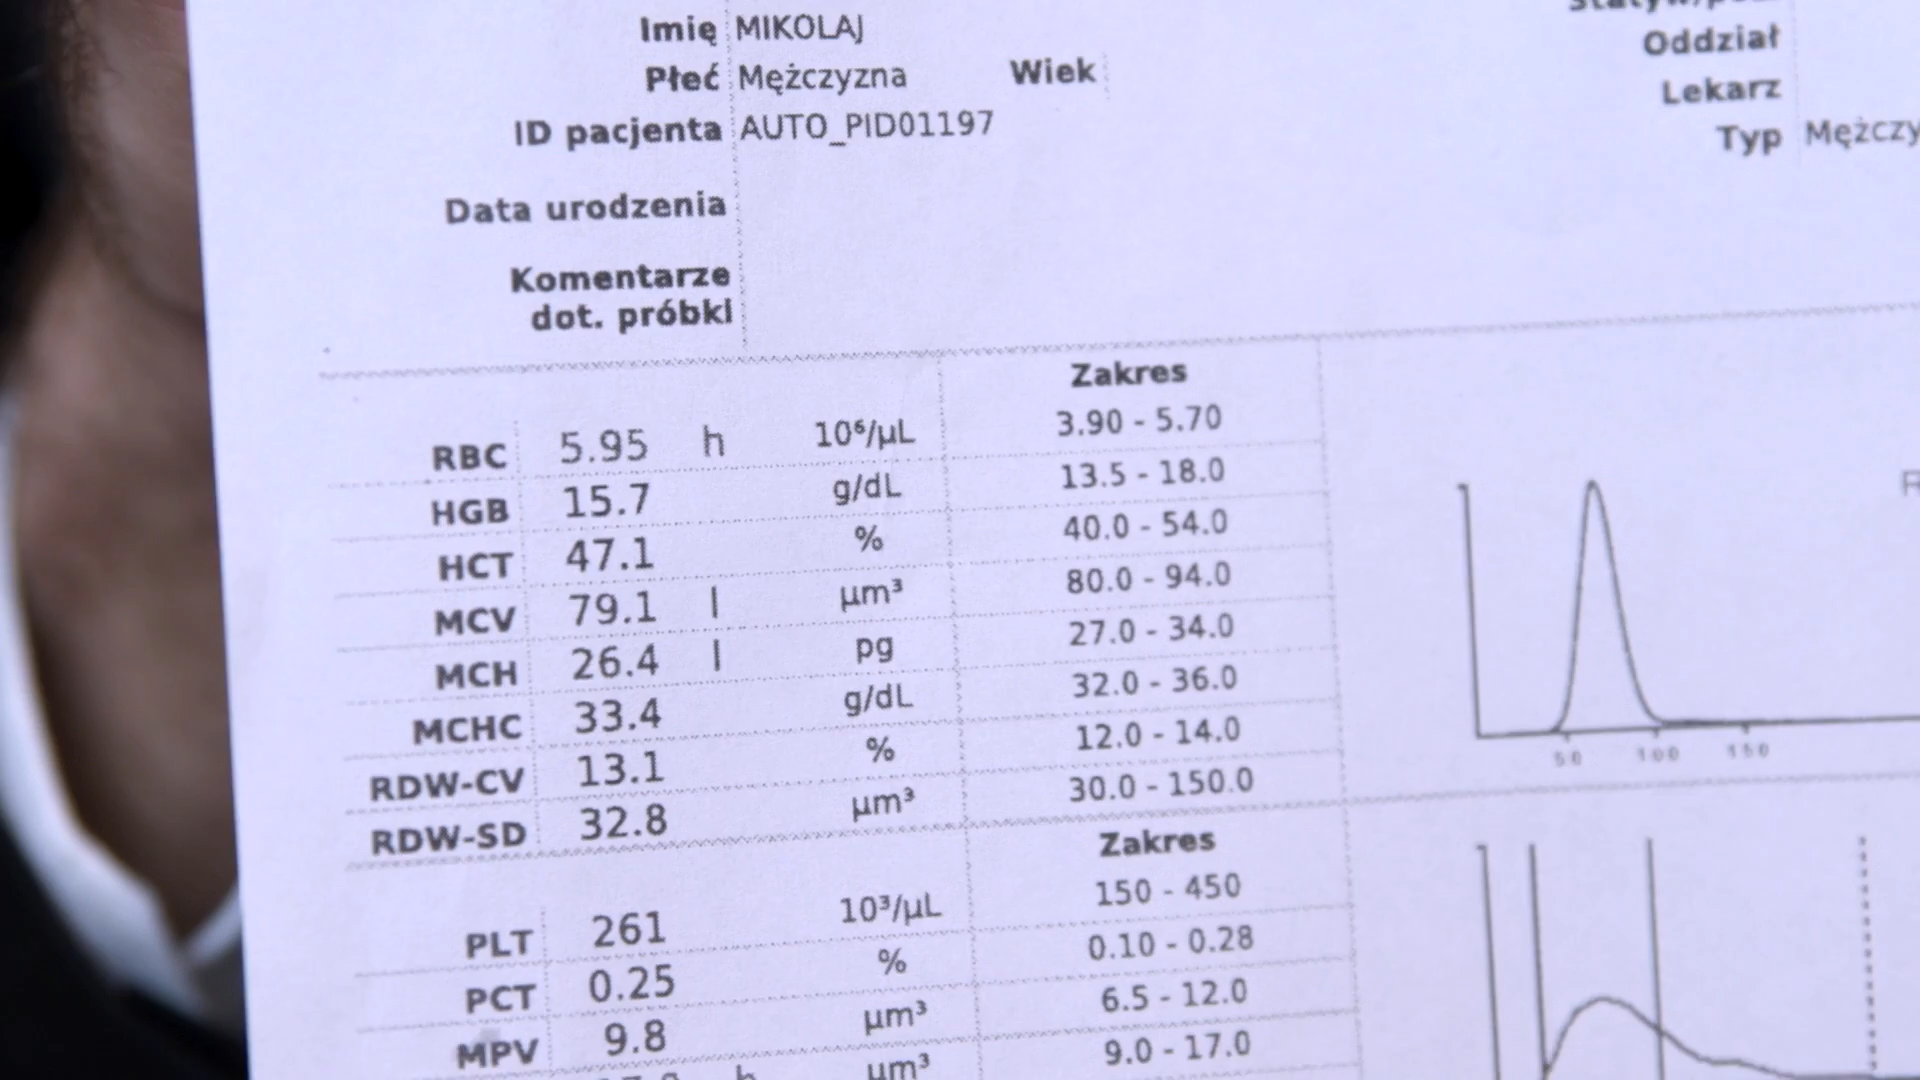 Imię MIKOLAJ
Płeć Mężczyzna Wiek
ID pacjenta AUTO_PID01197
Data urodzenia
Komentarze
dot. próbki
Oddział
Lekarz
Typ
Zakres
RBC 5.95 h 10⁶/µL 3.90 - 5.70
HGB 15.7 g/dL 13.5 - 18.0
HCT 47.1 % 40.0 - 54.0
MCV 79.1 l µm³ 80.0 - 94.0
MCH 26.4 l pg 27.0 - 34.0
MCHC 33.4 g/dL 32.0 - 36.0
RDW-CV 13.1 % 12.0 - 14.0
RDW-SD 32.8 µm³ 30.0 - 150.0
50 100 150
Zakres
PLT 261 10³/µL 150 - 450
PCT 0.25 % 0.10 - 0.28
MPV 9.8 µm³ 6.5 - 12.0
h µm³ 9.0 - 17.0